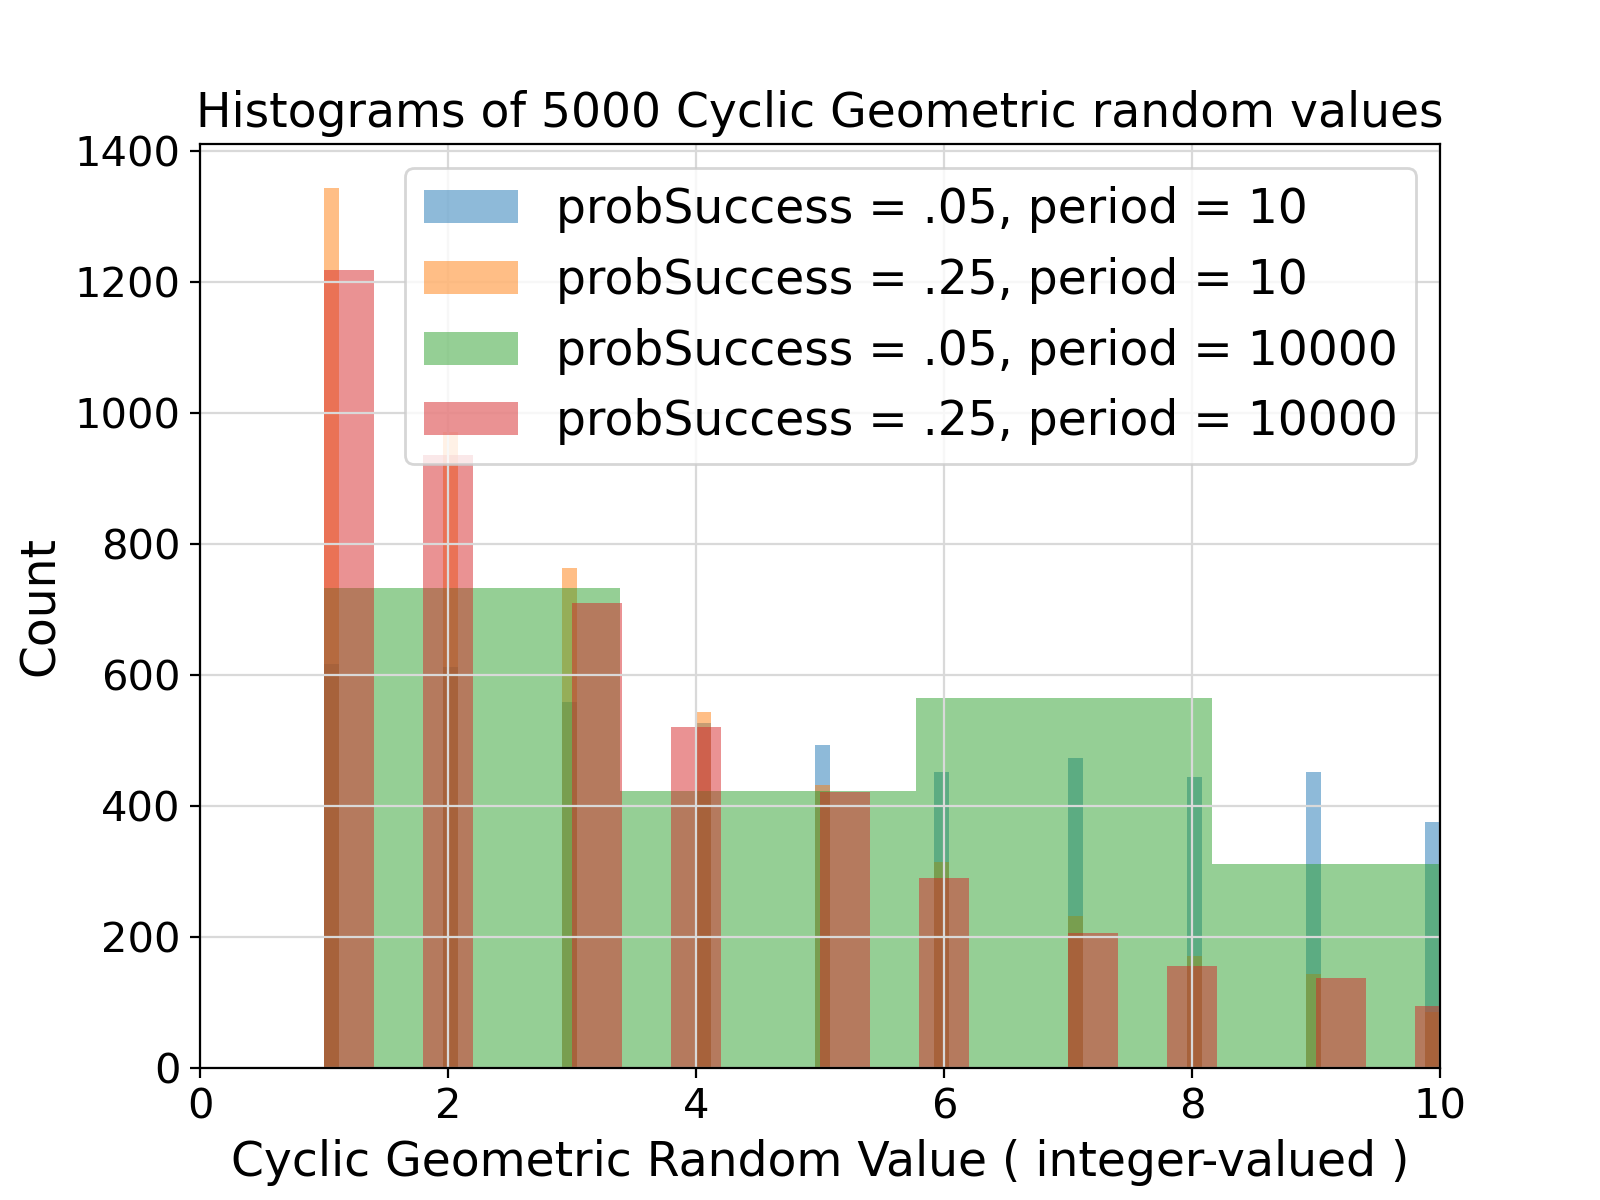 Histograms of 5000 Cyclic Geometric random values
1400
1200
1000
800
600
400
200
0
Count
probSuccess = .05, period = 10
probSuccess = .25, period = 10
probSuccess = .05, period = 10000
probSuccess = .25, period = 10000
0 2 4 6 8 10
Cyclic Geometric Random Value ( integer-valued )